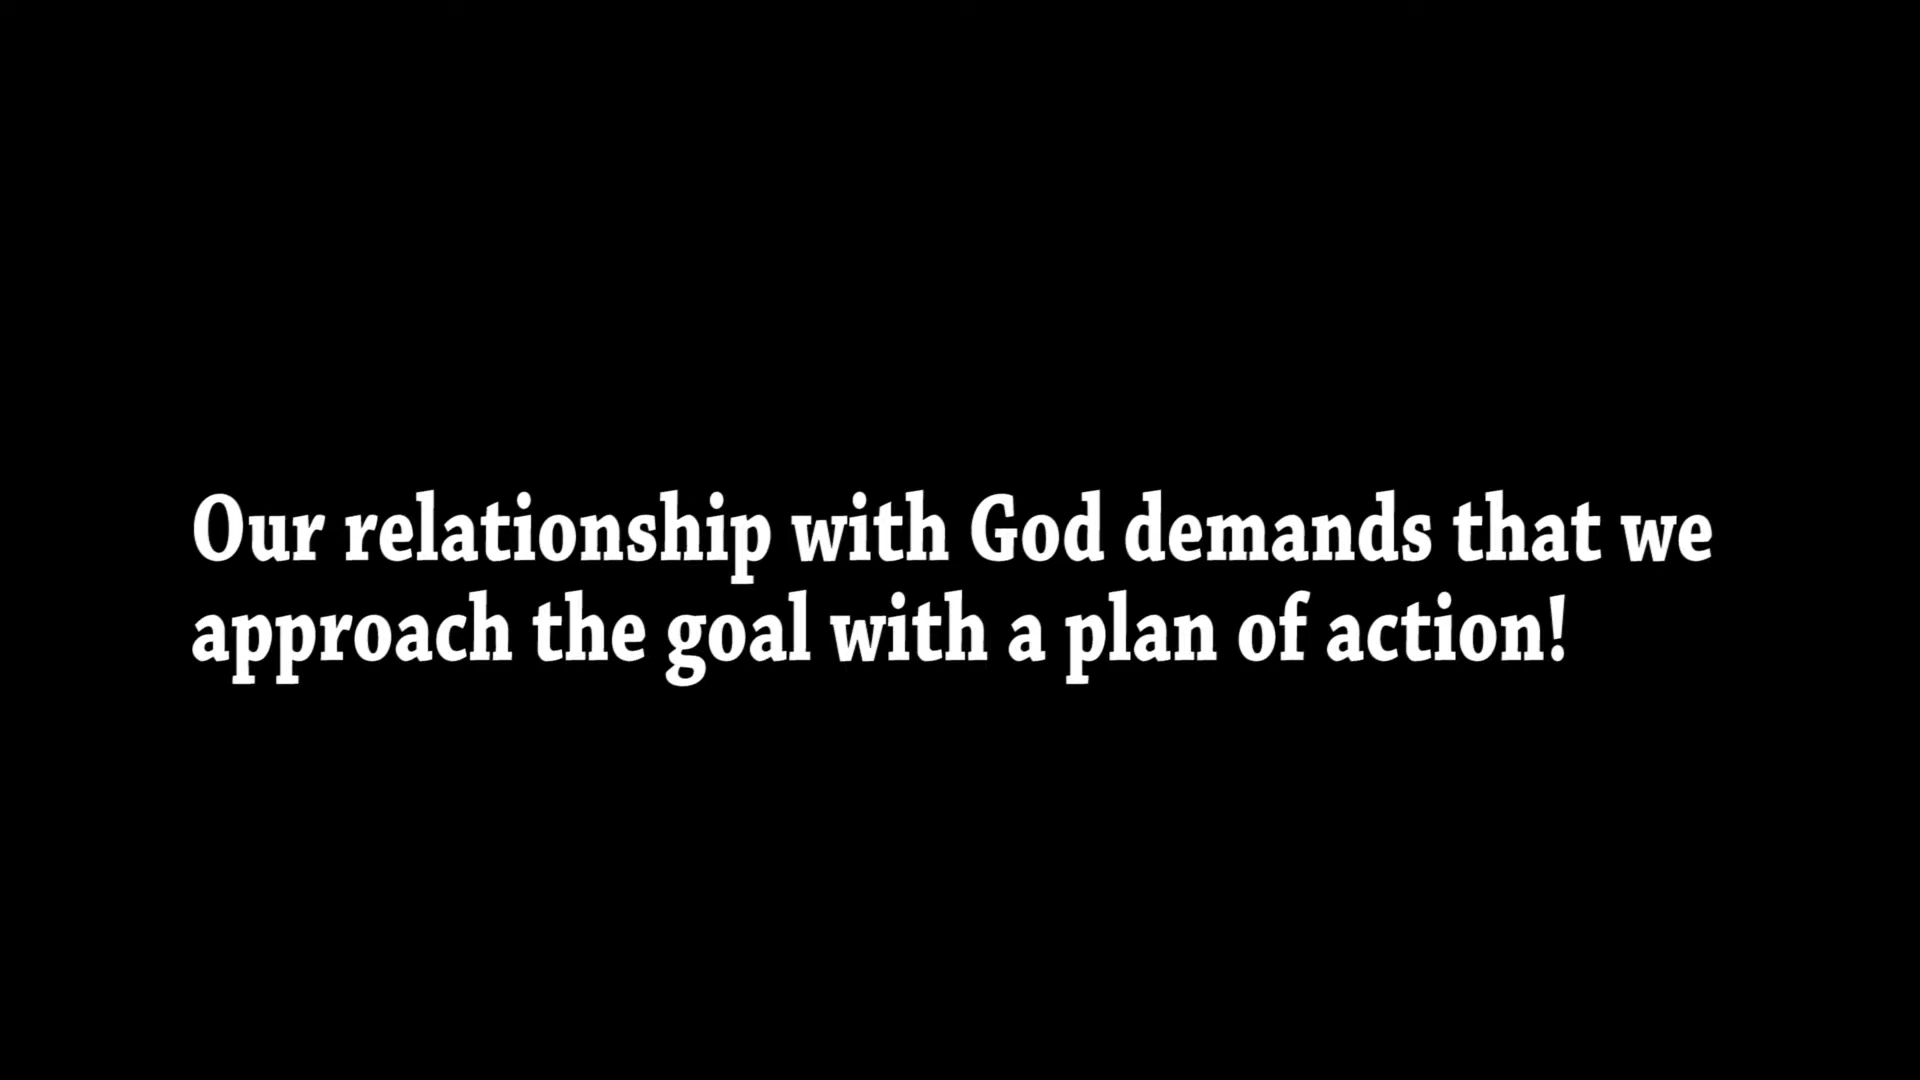 Our relationship with God demands that we
approach the goal with a plan of action!